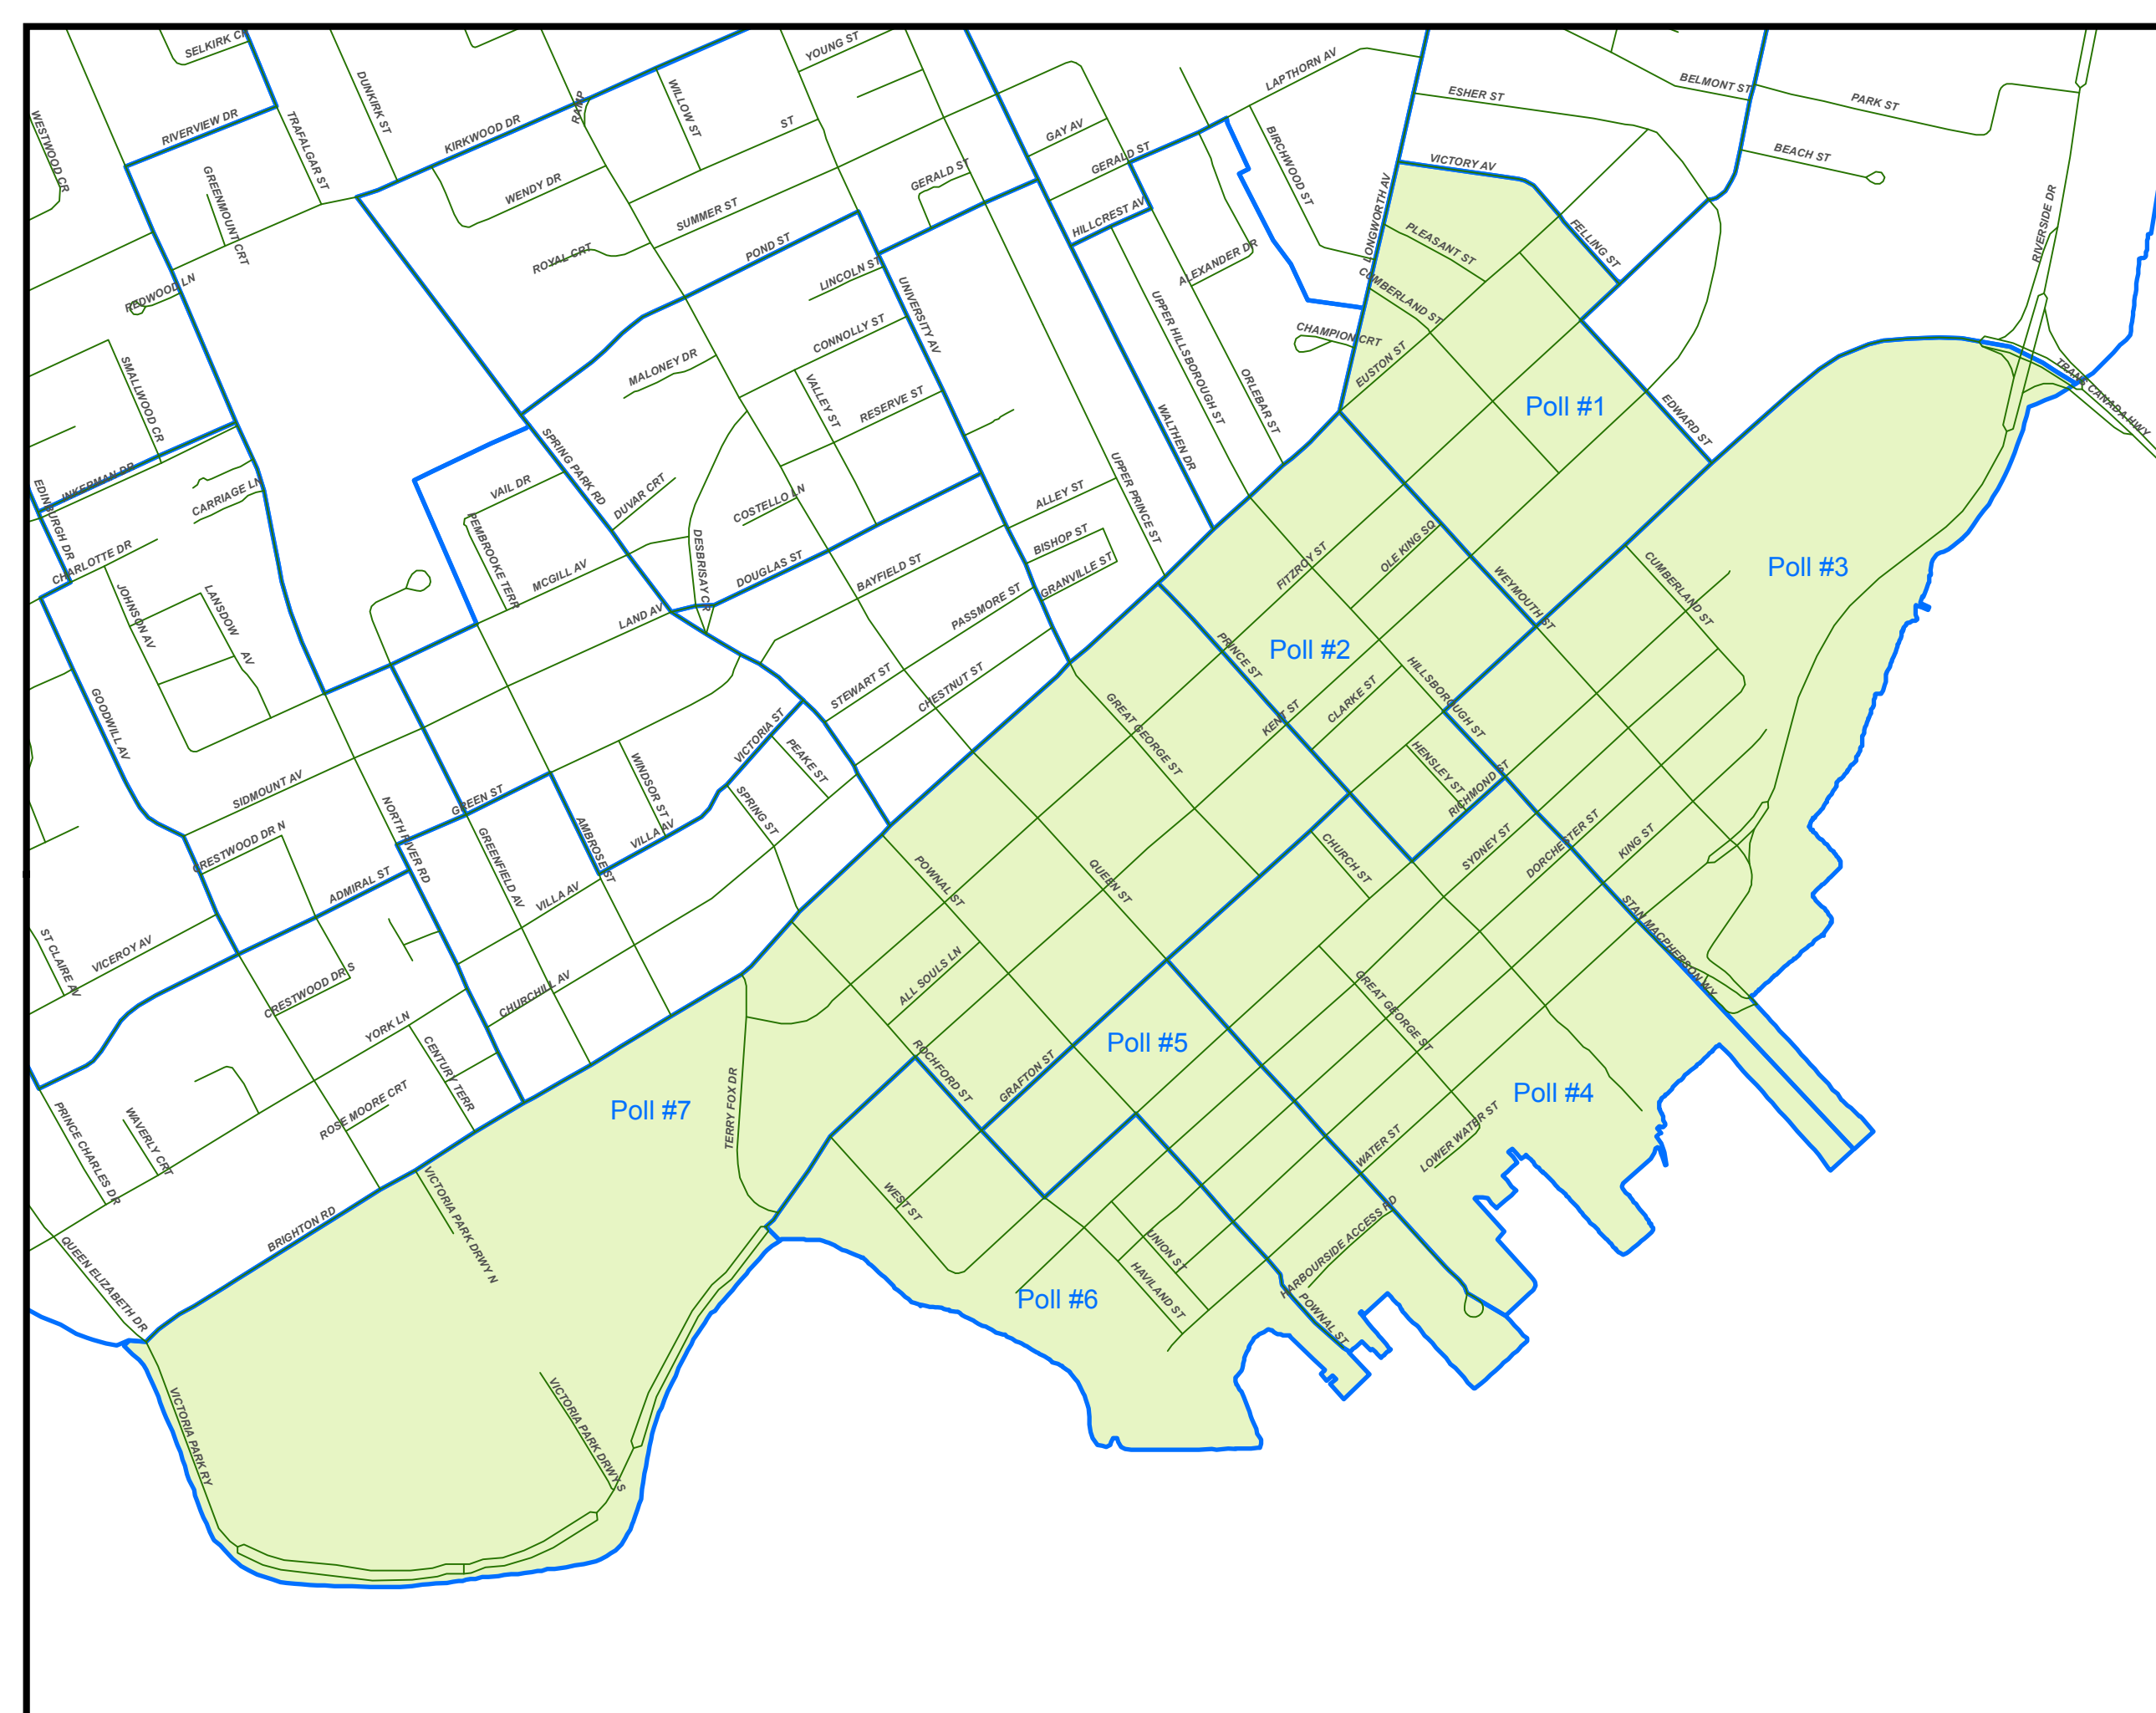 SELKIRK CR
YOUNG ST
LAPTHORN AV
BELMONT ST
PARK ST
ESHER ST
DUNKIRK ST
WILLOW ST
RAMP
WESTWOOD CR
RIVERVIEW DR
TRAFALGAR ST
KIRKWOOD DR
ST
GAY AV
GERALD ST
BIRCHWOOD ST
VICTORY AV
BEACH ST
GREENMOUNT CRT
WENDY DR
SUMMER ST
GERALD ST
HILLCREST AV
LONGWORTH AV
PLEASANT ST
FELLING ST
RIVERSIDE DR
ROYAL CRT
POND ST
LINCOLN ST
ALEXANDER DR
CUMBERLAND ST
REDWOOD LN
UNIVERSITY AV
UPPER HILLSBOROUGH ST
CHAMPION CRT
CONNOLLY ST
EUSTON ST
TRANS CANADA HWY
SMALLWOOD CR
MALONEY DR
VALLEY ST
RESERVE ST
ORLEBAR ST
Poll #1
EDWARD ST
WALTHEN DR
SPRING PARK RD
UPPER PRINCE ST
INKERMAN DR
EDINBURGH DR
CARRIAGE LN
VAIL DR
DUVAR CRT
COSTELLO LN
ALLEY ST
PEMBROKE TERR
DESBRISAY CR
BISHOP ST
OLE KING SQ
FITZROY ST
CHARLOTTE DR
MCGILL AV
DOUGLAS ST
BAYFIELD ST
GRANVILLE ST
WEYMOUTH ST
CUMBERLAND ST
Poll #3
JOHNSON AV
LANSDOW
AV
LAND AV
PASSMORE ST
PRINCE ST
Poll #2
HILLSBOROUGH ST
GOODWILL AV
STEWART ST
CHESTNUT ST
GREAT GEORGE ST
KENT ST
CLARKE ST
VICTORIA ST
PEAKE ST
HENSLEY ST
RICHMOND ST
SIDMOUNT AV
GREEN ST
WINDSOR ST
SPRING ST
NORTH RIVER RD
CRESTWOOD DR N
GREENFIELD AV
AMBROSE ST
VILLA AV
CHURCH ST
SYDNEY ST
DORCHESTER ST
KING ST
POWNAL ST
QUEEN ST
ADMIRAL ST
VILLA AV
STAN MACPHERSON WY
ST CLAIRE AV
VICEROY AV
CRESTWOOD DR S
CHURCHILL AV
ALL SOULS LN
GREAT GEORGE ST
YORK LN
CENTURY TERR
Poll #5
ROCHFORD ST
GRAFTON ST
Poll #4
Poll #7
TERRY FOX DR
PRINCE CHARLES DR
WAVERLY CRT
ROSE MOORE CRT
WATER ST
LOWER WATER ST
VICTORIA PARK DRWY N
WEST ST
BRIGHTON RD
QUEEN ELIZABETH DR
HARBOURSIDE ACCESS RD
UNION ST
HAVILAND ST
Poll #6
POWNAL ST
VICTORIA PARK RY
VICTORIA PARK DRWY S